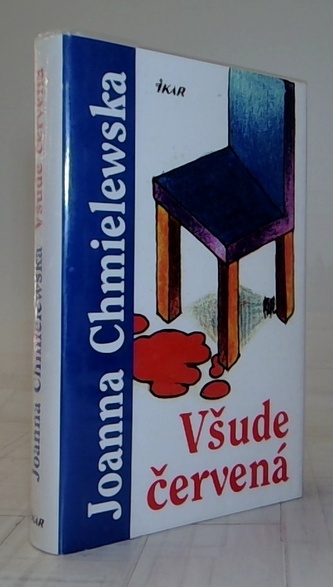 IKAR
Joanna Chmielewska
Všude
červená
Joanna Chmielewska Všude červená
IKAR